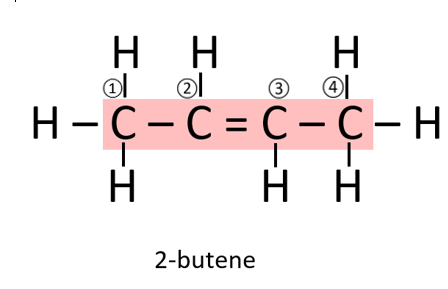 H H H
① ② ③ ④
H – C – C = C – C – H
H H H
2-butene